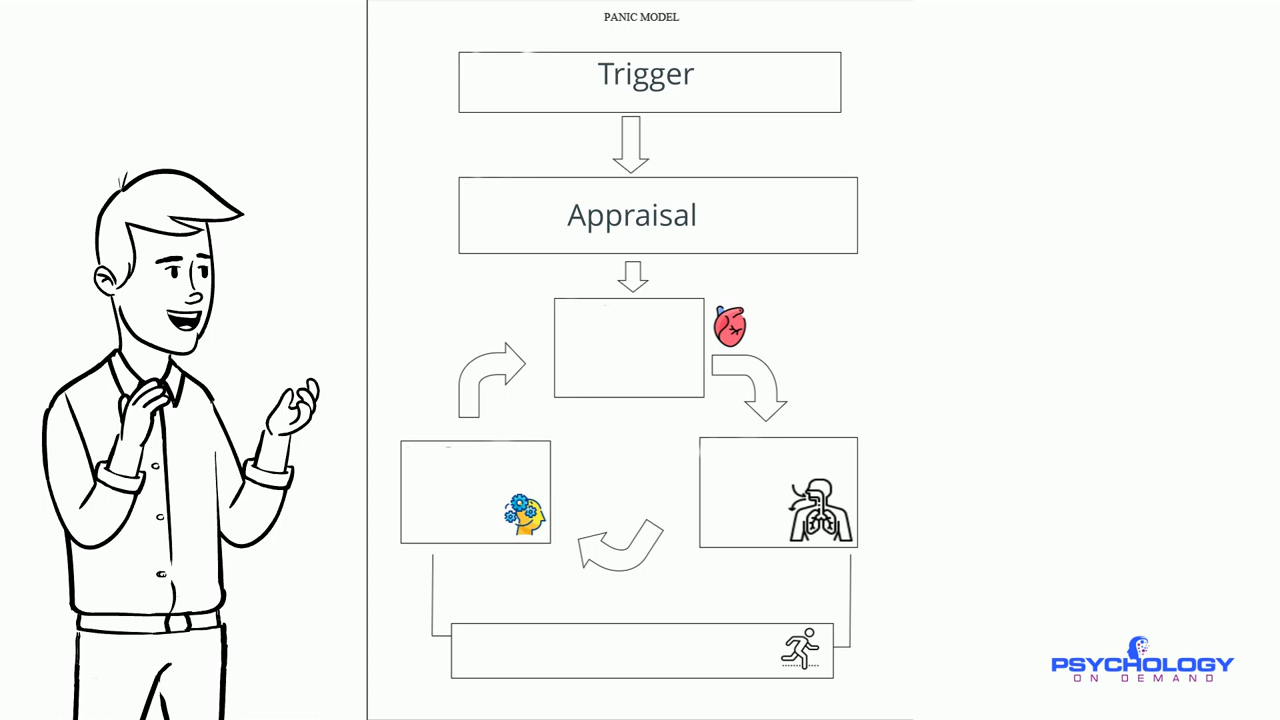 PANIC MODEL
Trigger
Appraisal
PSYCHOLOGY
ON DEMAND